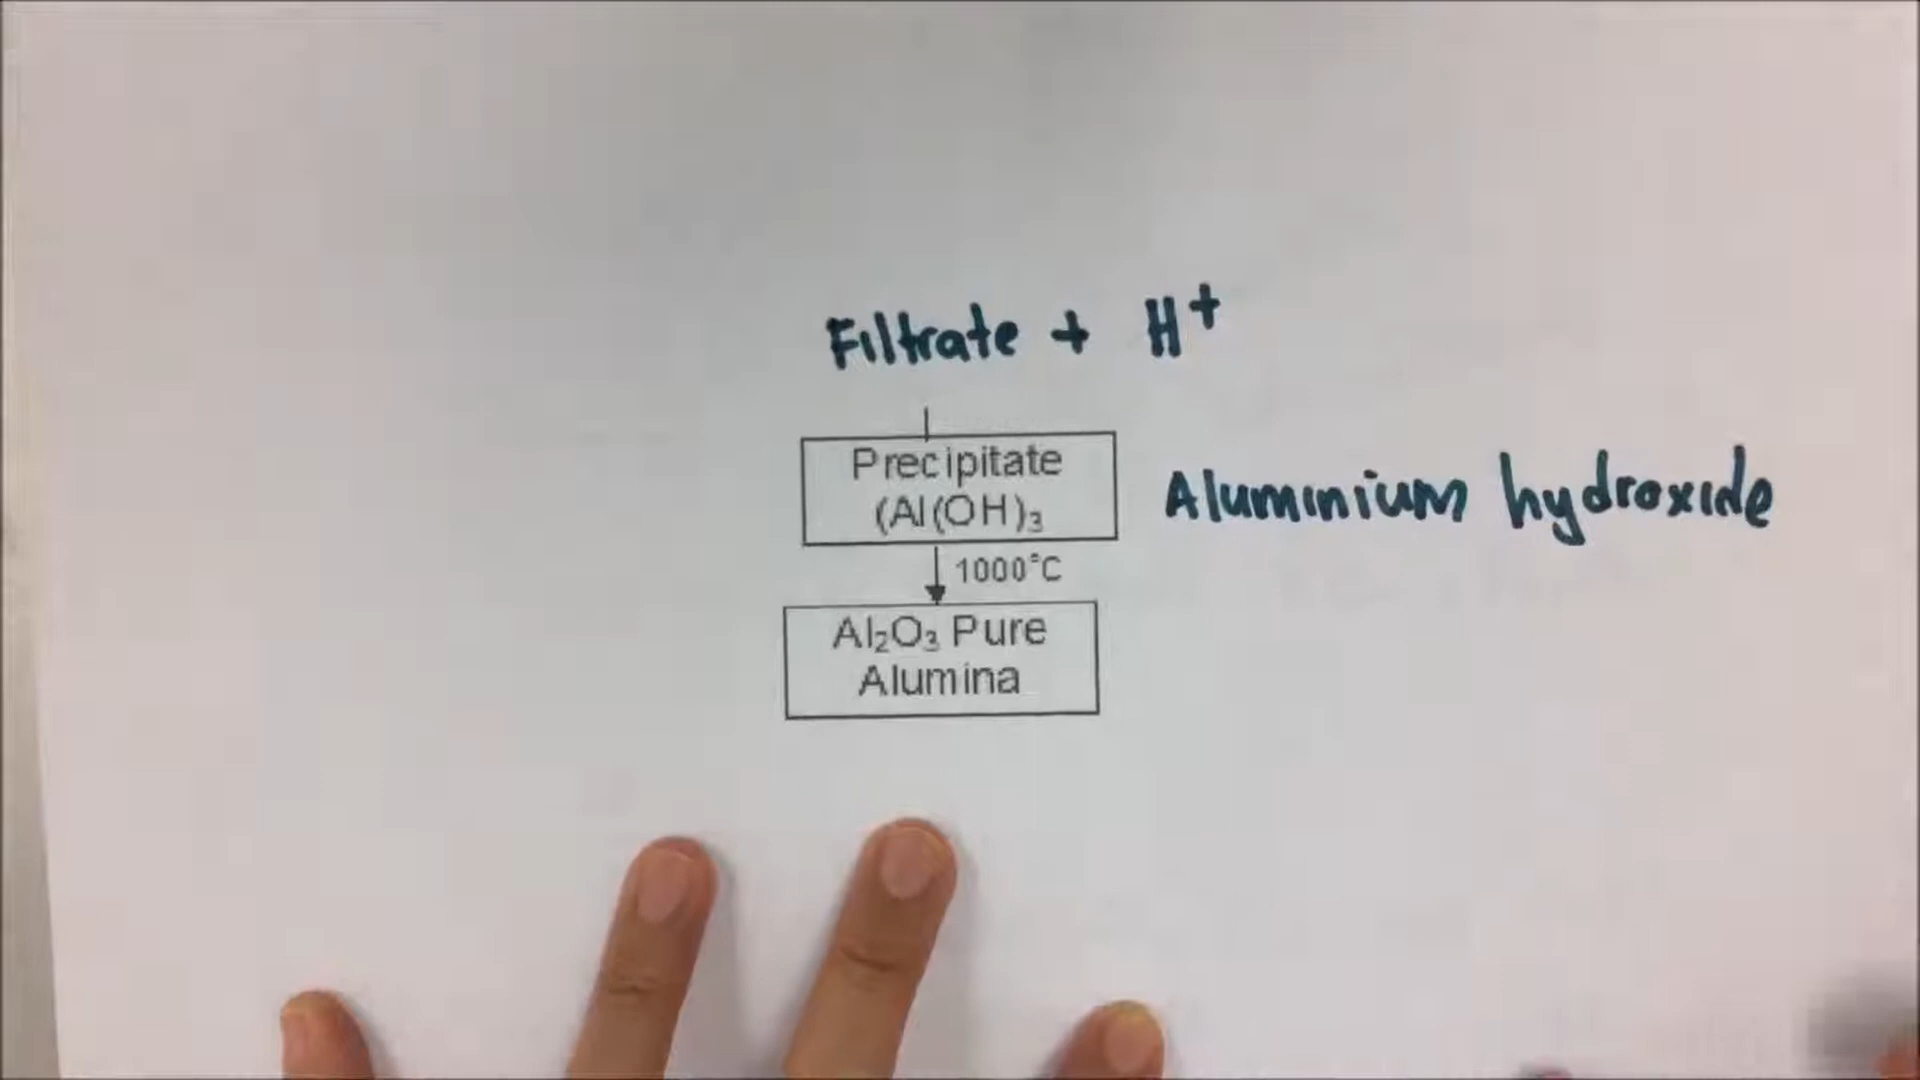 Filtrate + H⁺
Precipitate
(Al(OH)₃
Aluminium hydroxide
1000°C
Al₂O₃ Pure
Alumina